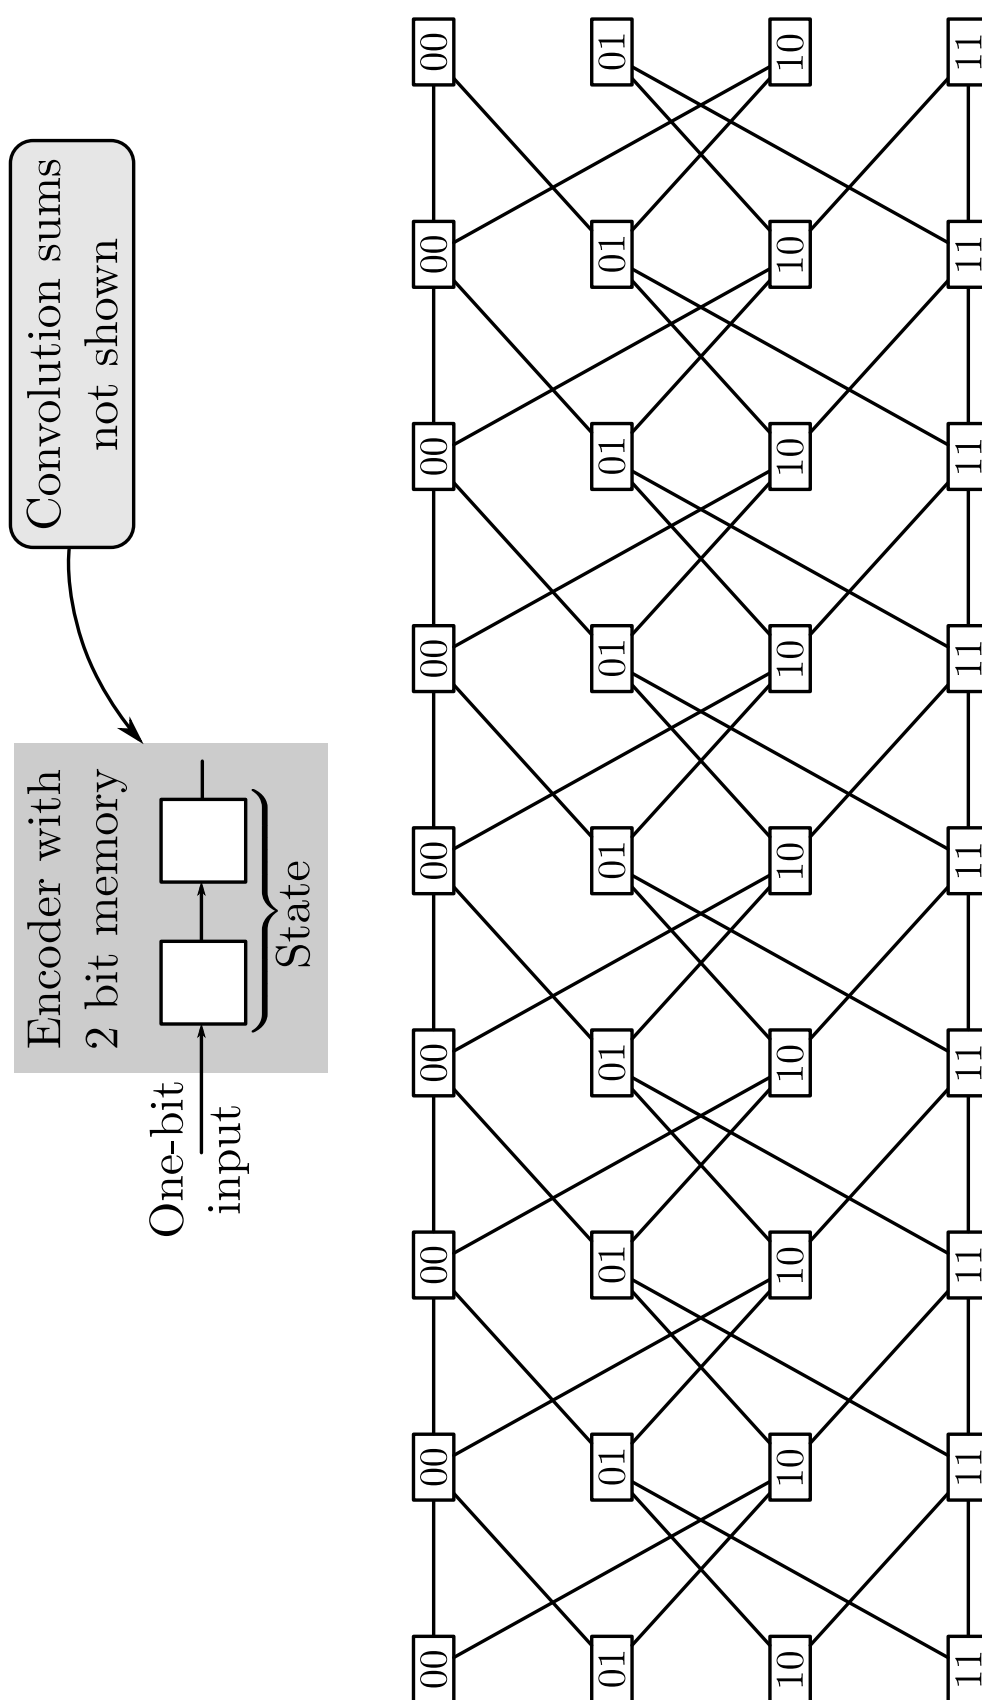 Encoder with
2 bit memory
Convolution sums
not shown
One-bit
input
State
00 00 00 00 00 00 00 00 00
01 01 01 01 01 01 01 01 01
10 10 10 10 10 10 10 10 10
11 11 11 11 11 11 11 11 11